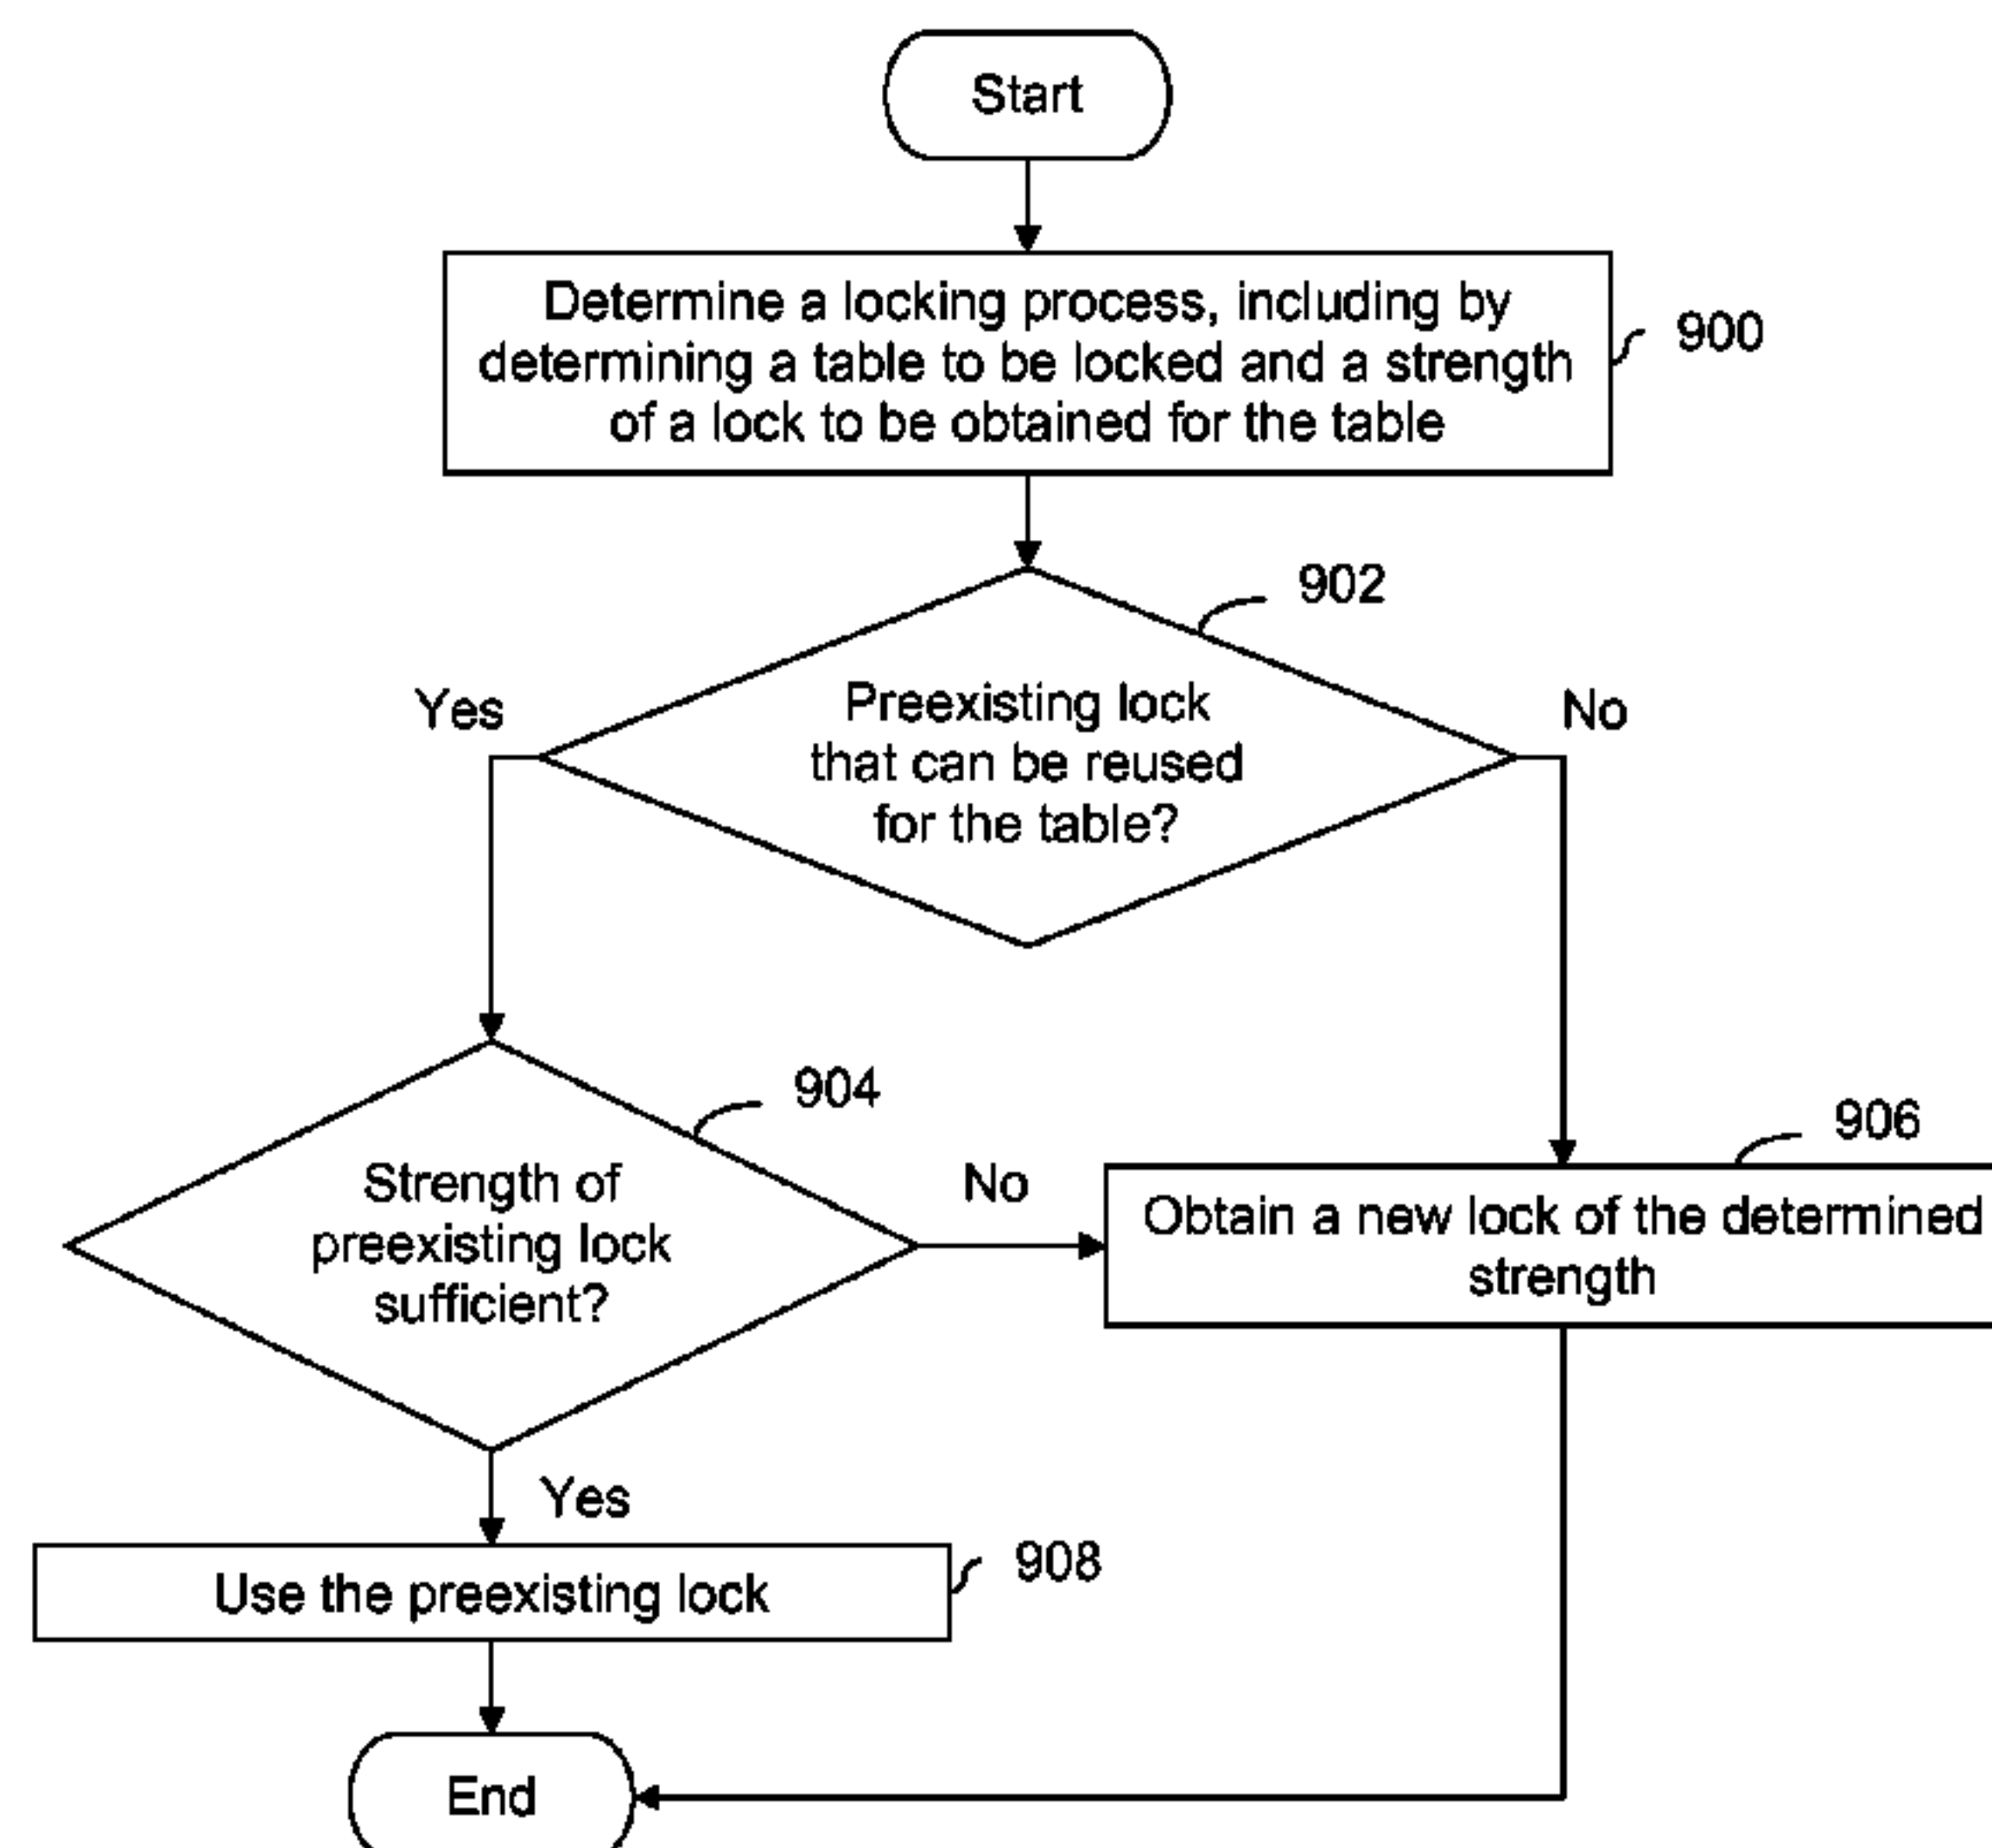 Start
Determine a locking process, including by
determining a table to be locked and a strength
of a lock to be obtained for the table
900
902
Preexisting lock
that can be reused
for the table?
Yes
No
904
Strength of
preexisting lock
sufficient?
No
906
Obtain a new lock of the determined
strength
Yes
Use the preexisting lock
908
End